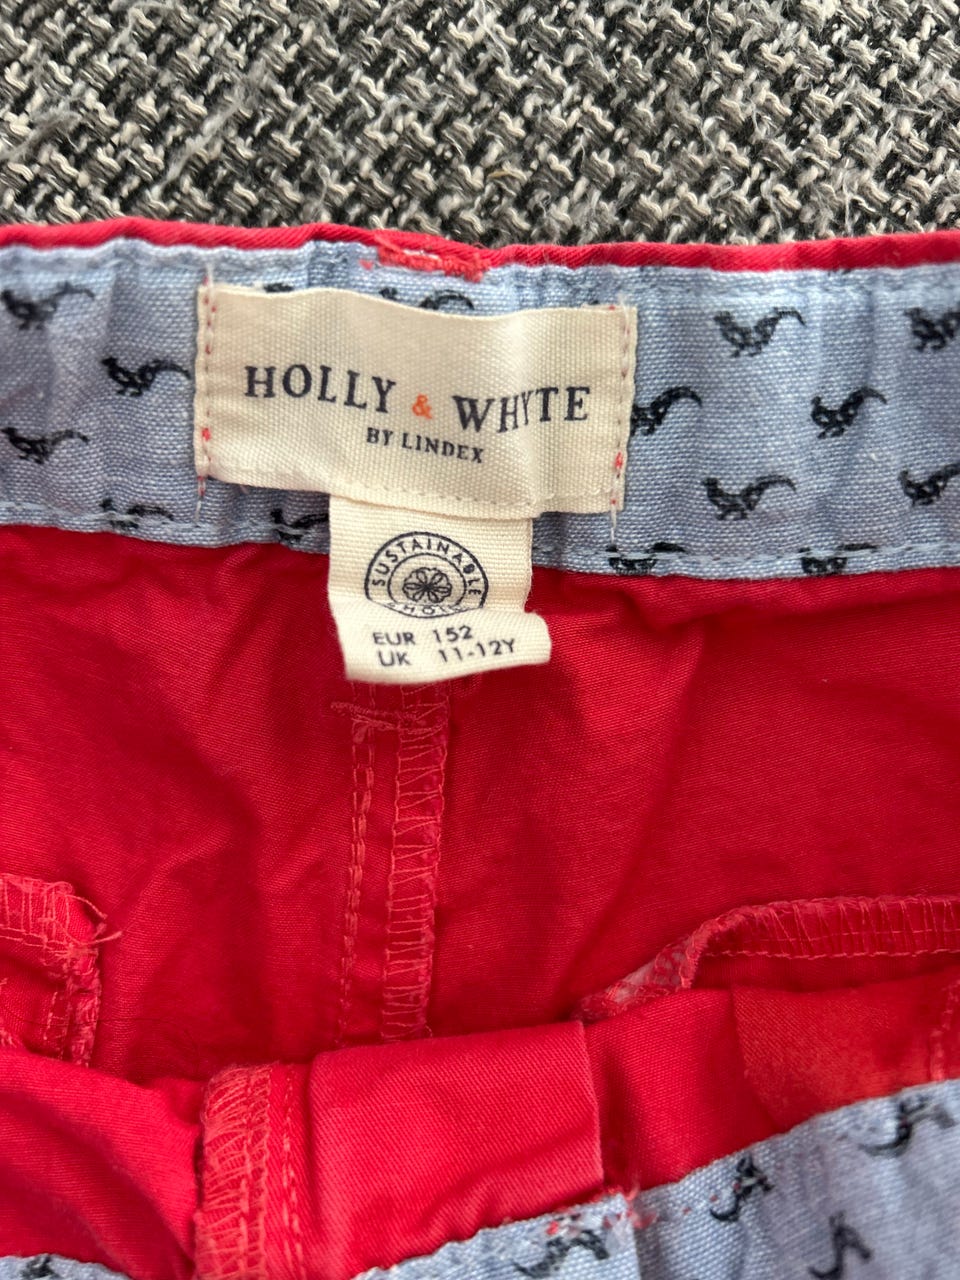 HOLLY & WHYTE
BY LINDEX
SUSTAINABLE
EUR 152
UK 11-12Y